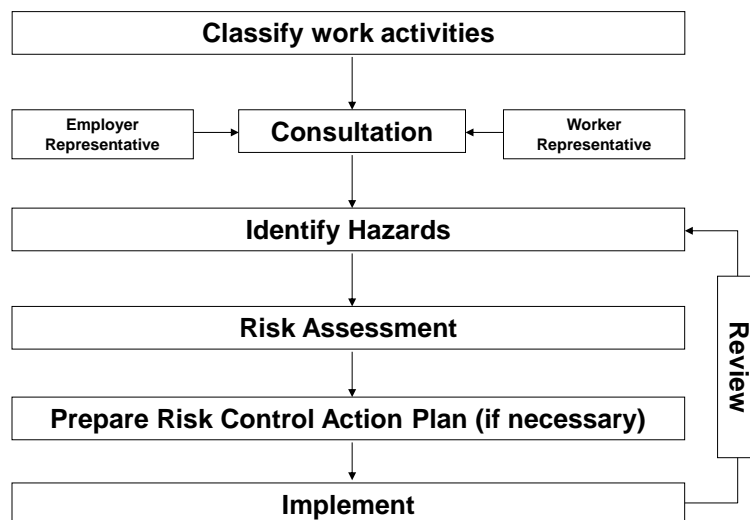 Classify work activities
Employer
Representative
Consultation
Worker
Representative
Identify Hazards
Risk Assessment
Prepare Risk Control Action Plan (if necessary)
Implement
Review